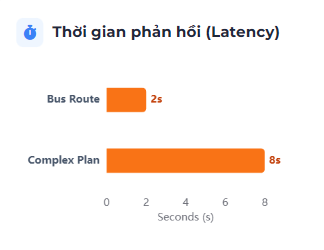 Thời gian phản hồi (Latency)
Bus Route 2s
Complex Plan 8s
0 2 4 6 8
Seconds (s)